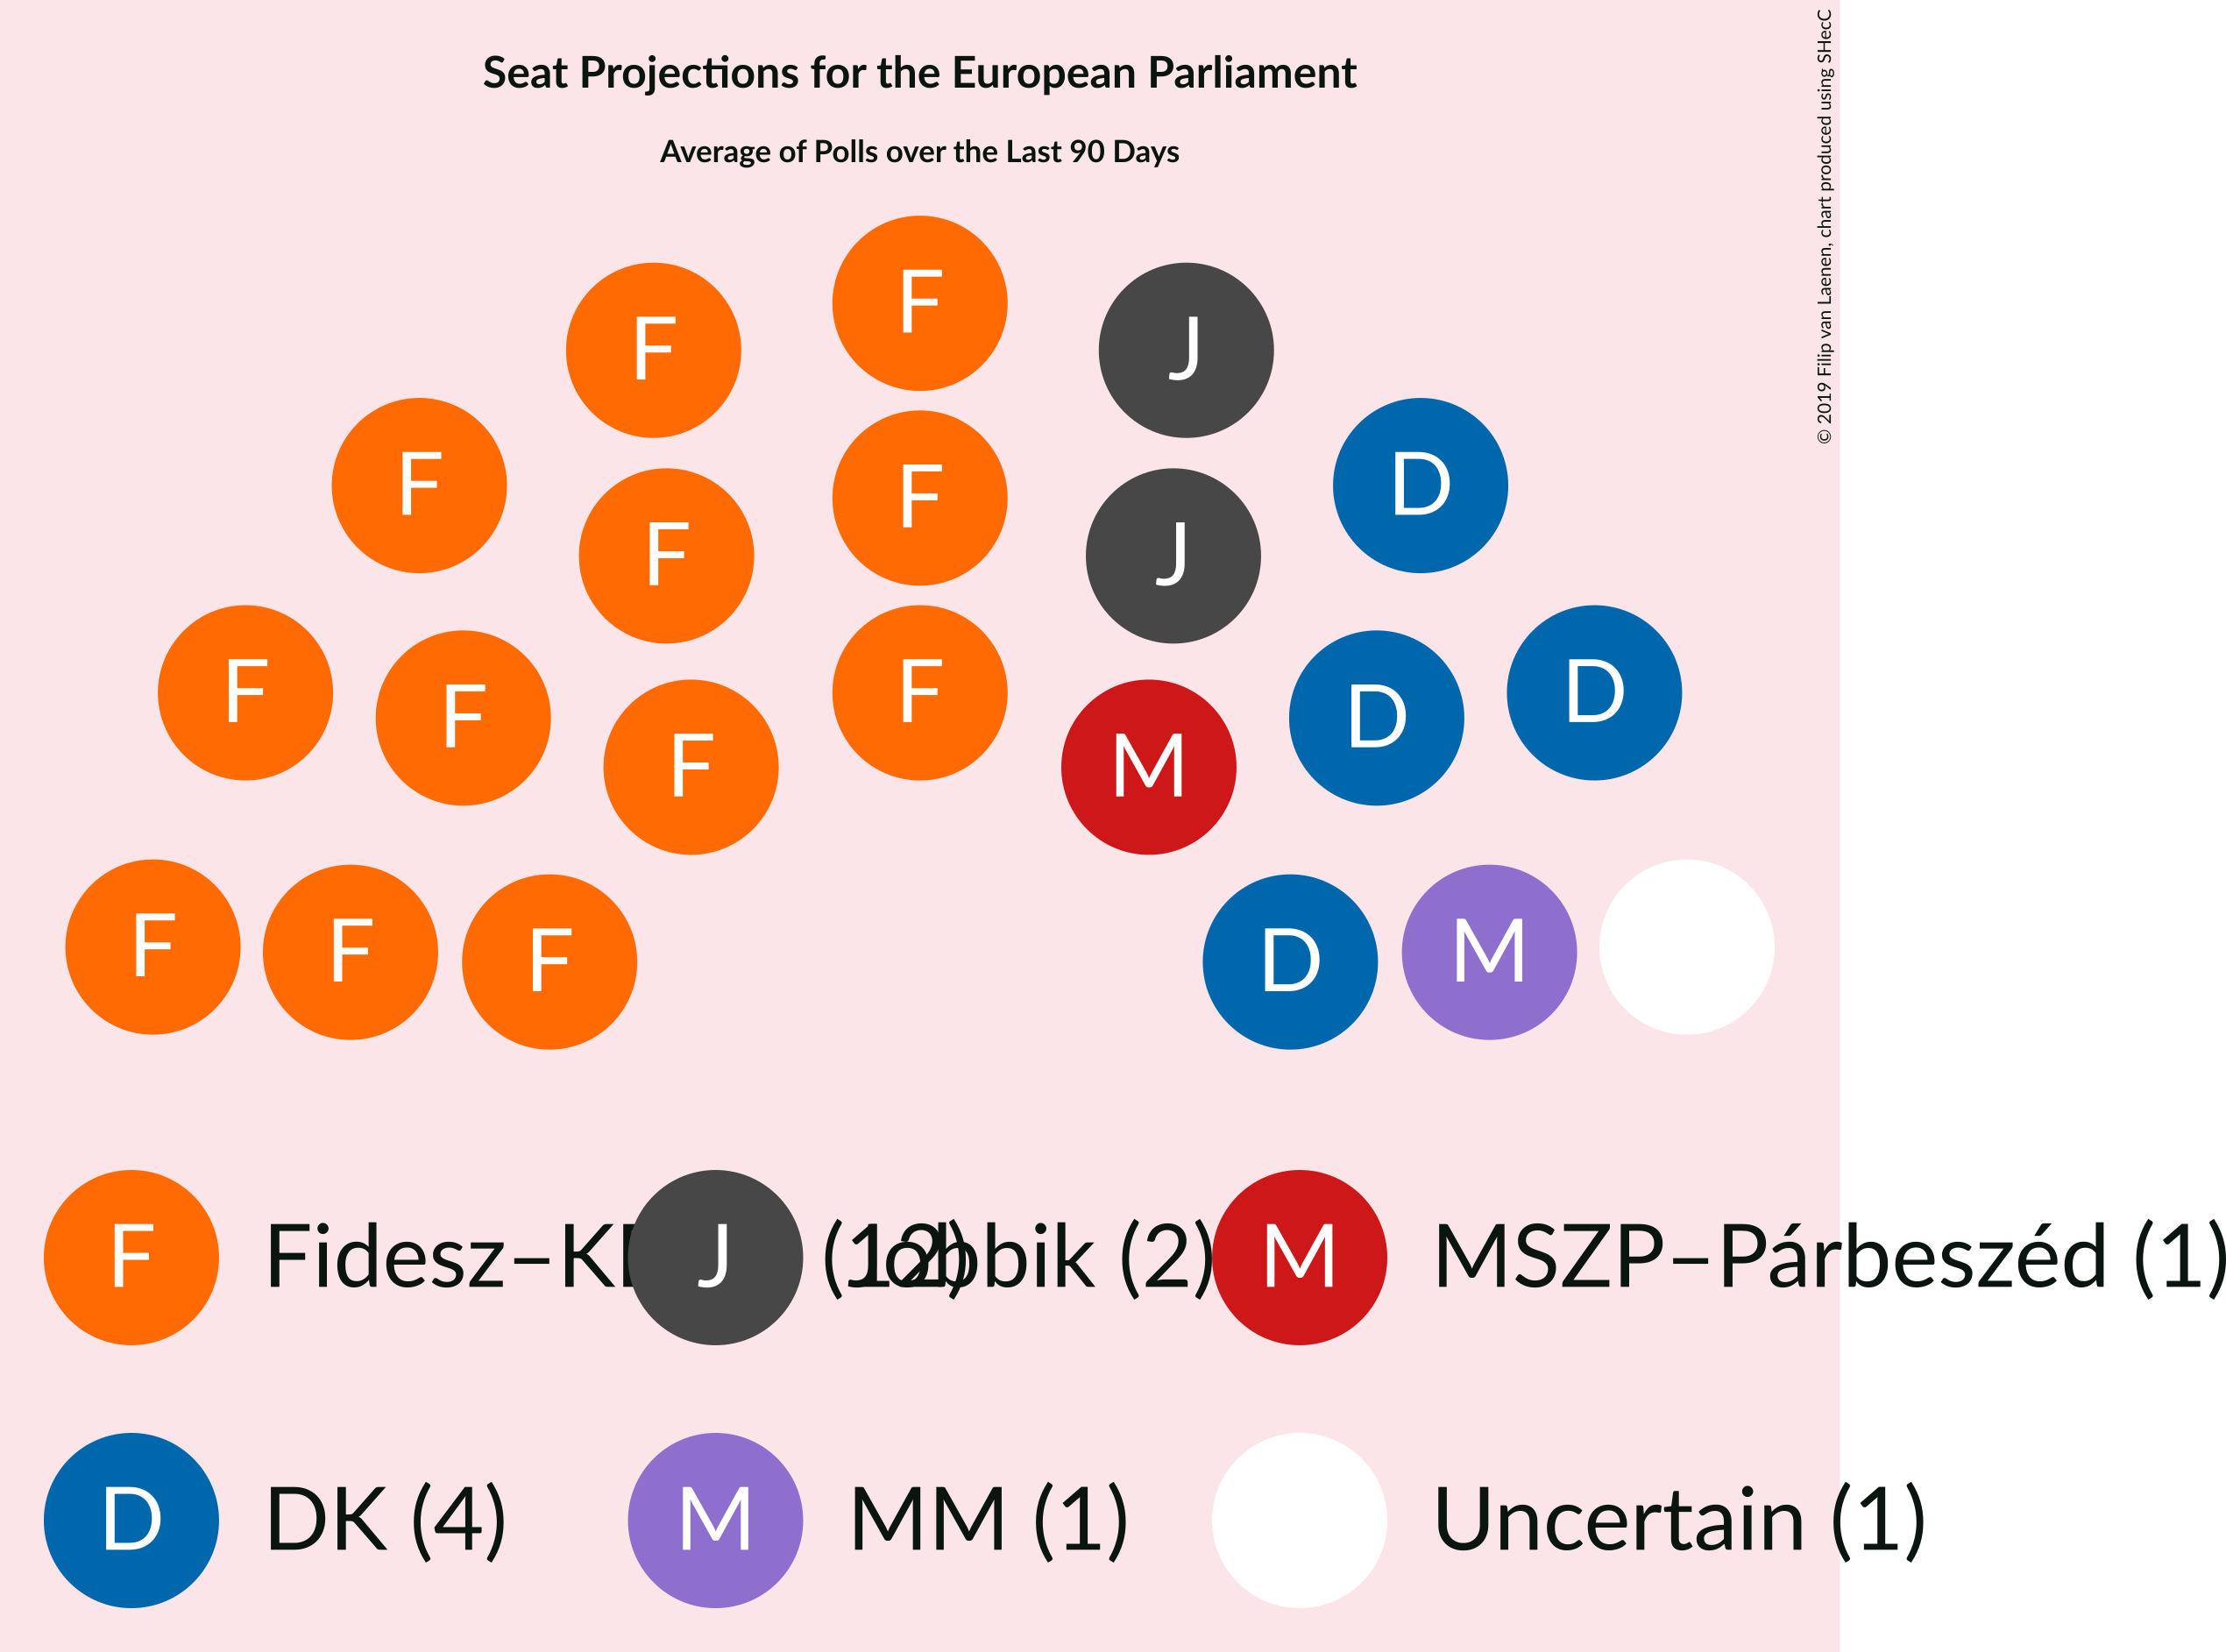 Seat Projections for the European Parliament
Average of Polls over the Last 90 Days
© 2019 Filip van Laenen, chart produced using SHecC
F
F
J
F
F
F
D
F
J
F
F
F
D
D
F
M
F
F
F
D
M
F
Fidesz–K
(12)
J
Jobbik (2)
M
MSZP–Párbeszéd (1)
D
DK (4)
M
MM (1)
Uncertain (1)